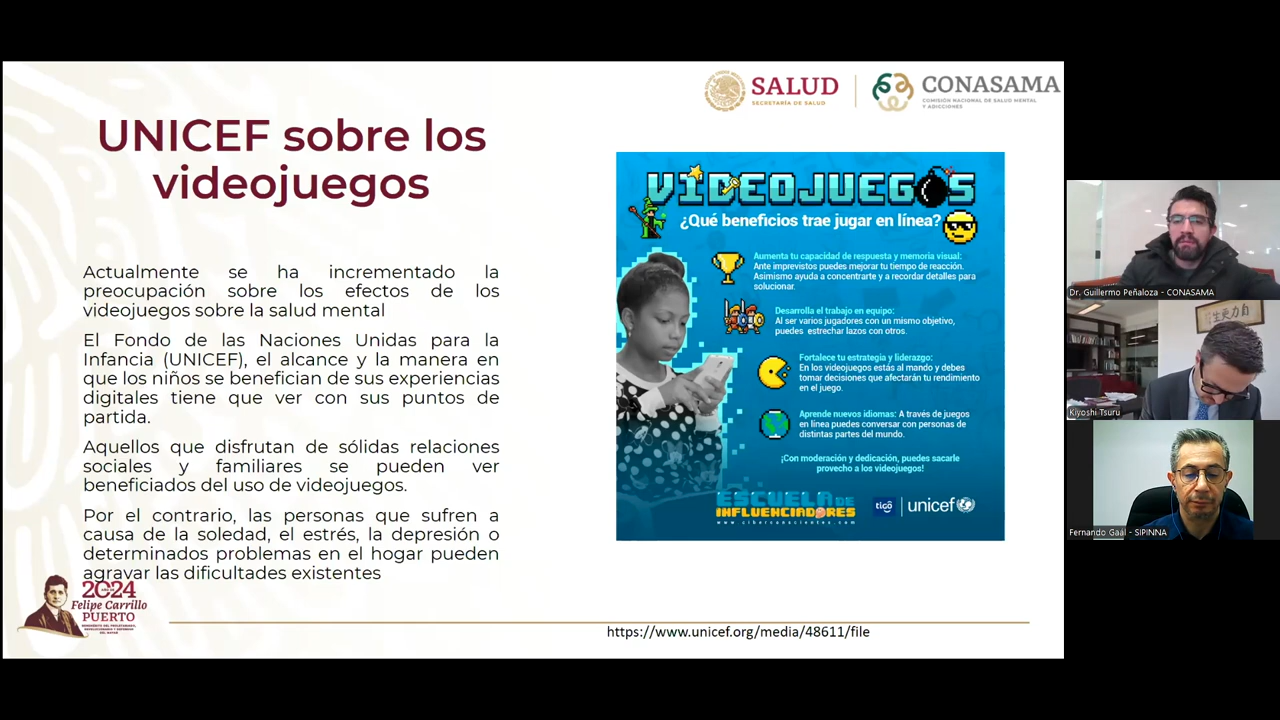 SALUD
SECRETARÍA DE SALUD
CONASAMA
COMISIÓN NACIONAL DE SALUD MENTAL
Y ADICCIONES
UNICEF sobre los
videojuegos
Actualmente se ha incrementado la
preocupación sobre los efectos de los
videojuegos sobre la salud mental
El Fondo de las Naciones Unidas para la
Infancia (UNICEF), el alcance y la manera en
que los niños se benefician de sus experiencias
digitales tiene que ver con sus puntos de
partida.
Aquellos que disfrutan de sólidas relaciones
sociales y familiares se pueden ver
beneficiados del uso de videojuegos.
Por el contrario, las personas que sufren a
causa de la soledad, el estrés, la depresión o
determinados problemas en el hogar pueden
agravar las dificultades existentes
VIDEOJUEGOS
¿Qué beneficios trae jugar en línea?
Aumenta tu capacidad de respuesta y memoria visual:
Ante imprevistos puedes mejorar tu tiempo de reacción.
Asimismo ayuda a concentrarte y a recordar detalles para
solucionar.
Desarrolla el trabajo en equipo:
Al ser varios jugadores con un mismo objetivo,
puedes estrechar lazos con otros.
Fortalece tu estrategia y liderazgo:
En los videojuegos estás al mando y debes
tomar decisiones que afectarán tu rendimiento
en el juego.
Aprende nuevos idiomas: A través de juegos
en línea puedes conversar con personas de
distintas partes del mundo.
¡Con moderación y dedicación, puedes sacarle
provecho a los videojuegos!
ESCUELA DE
INFLUENCIADORES
www.cibersonacientes.com
tigo
unicef
2024
Felipe Carrillo
PUERTO
https://www.unicef.org/media/48611/file
Dr. Guillermo Peñaloza - CONASAMA
自力更生
Kiyoshi Tsuru
Fernando Gaál - SIPINNA